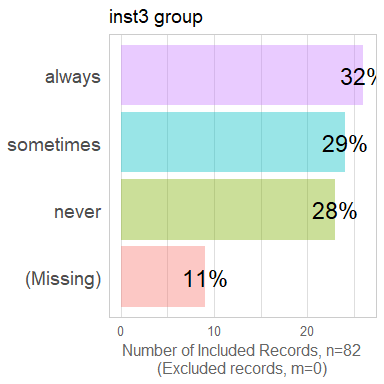 inst3 group
always
32%
sometimes
29%
never
28%
(Missing)
11%
0
10
20
Number of Included Records, n=82
(Excluded records, m=0)